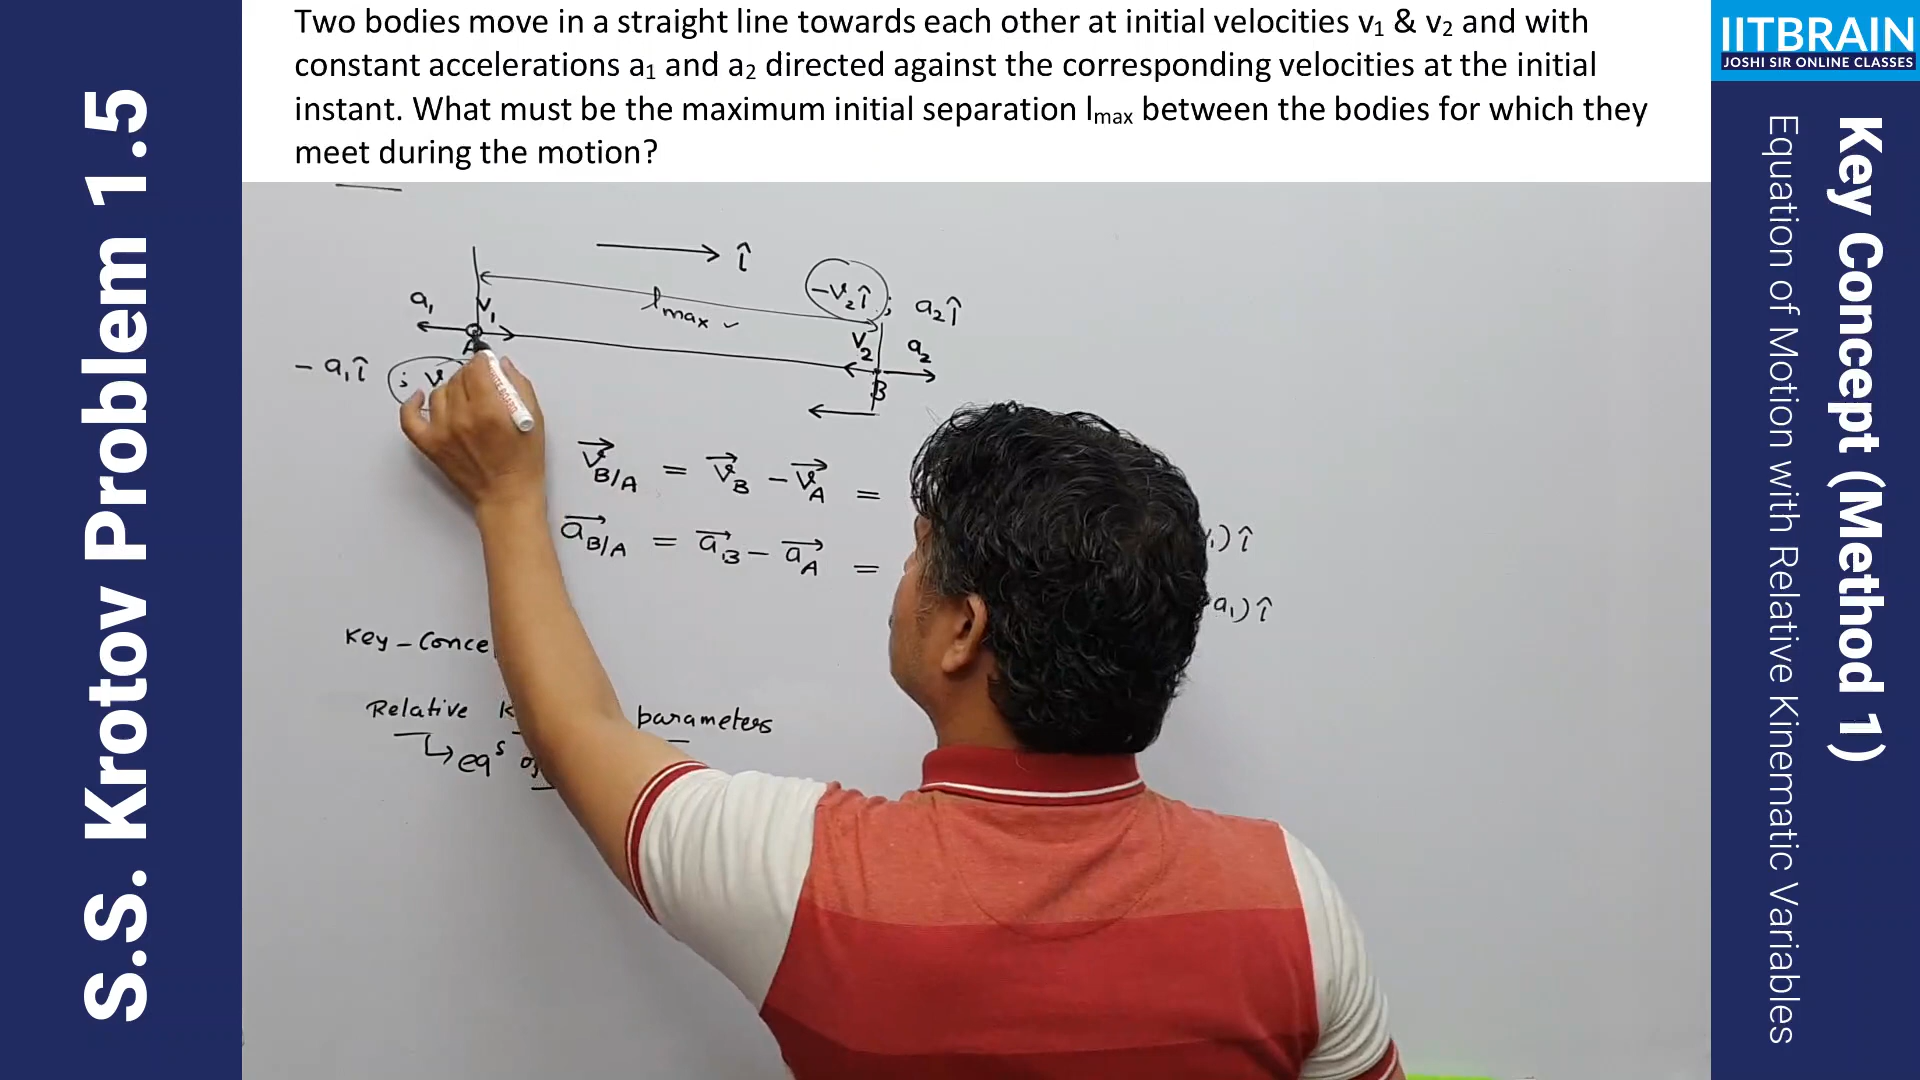 S.S. Krotov Problem 1.5
Two bodies move in a straight line towards each other at initial velocities v₁ & v₂ and with
constant accelerations a₁ and a₂ directed against the corresponding velocities at the initial
instant. What must be the maximum initial separation lₘₐₓ between the bodies for which they
meet during the motion?
IITBRAIN
JOSHI SIR ONLINE CLASSES
Key Concept (Method 1)
Equation of Motion with Relative Kinematic Variables
î
-v₂î ; a₂î
lmax
a₁ v₁
v₂ a₂
A
B
- a₁î ; v
v⃗B/A = v⃗B - v⃗A =
₁) î
a⃗B/A = a⃗B - a⃗A =
a₁) î
Key-Conce
Relative K parameters
eqˢ of